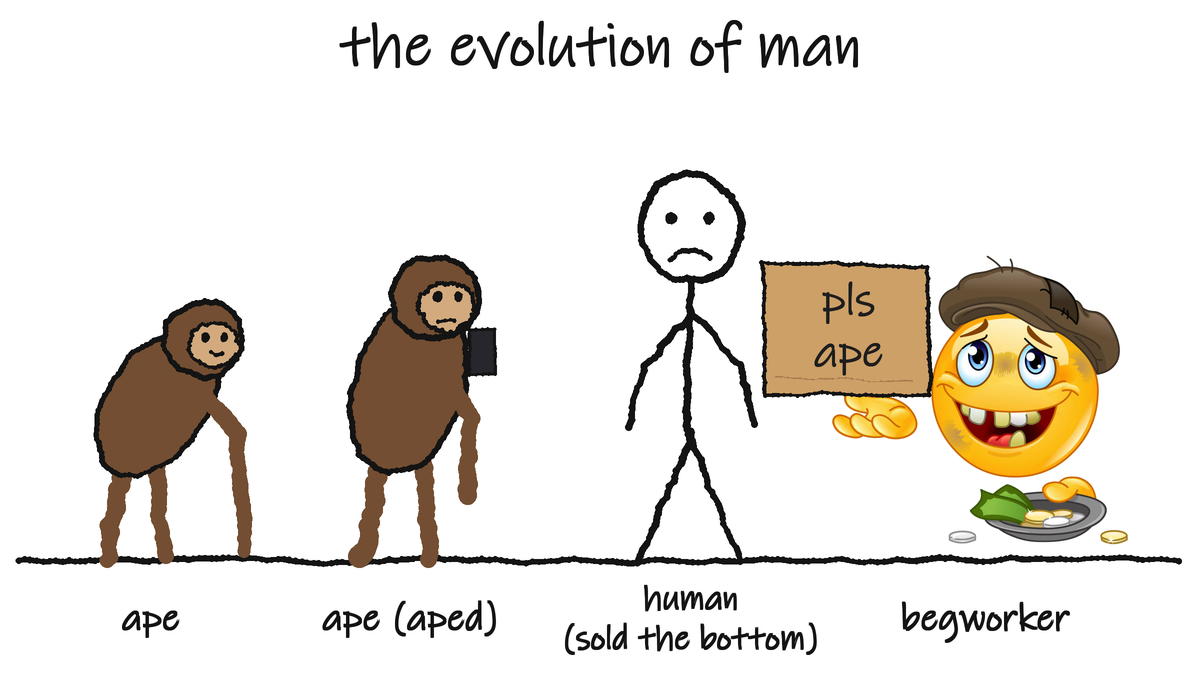 the evolution of man
pls
ape
ape
ape (aped)
human
(sold the bottom)
begworker